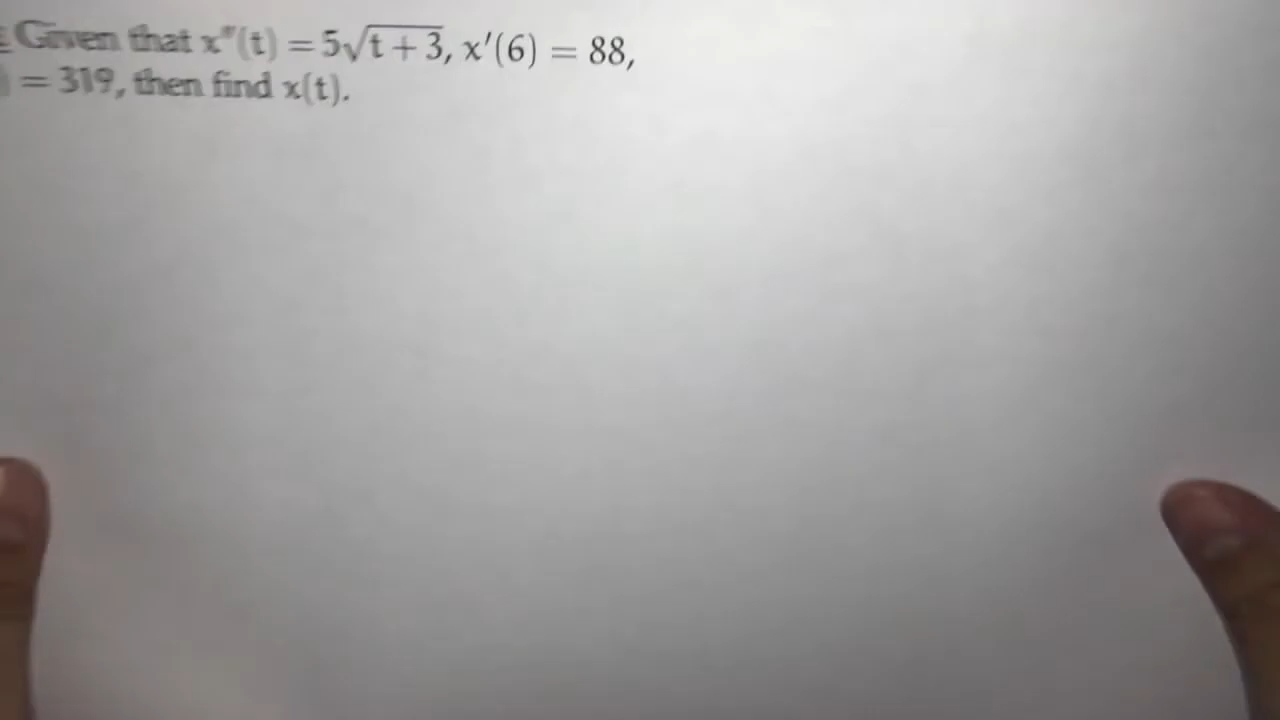 Given that x″(t) = 5√(t + 3), x′(6) = 88,
) = 319, then find x(t).